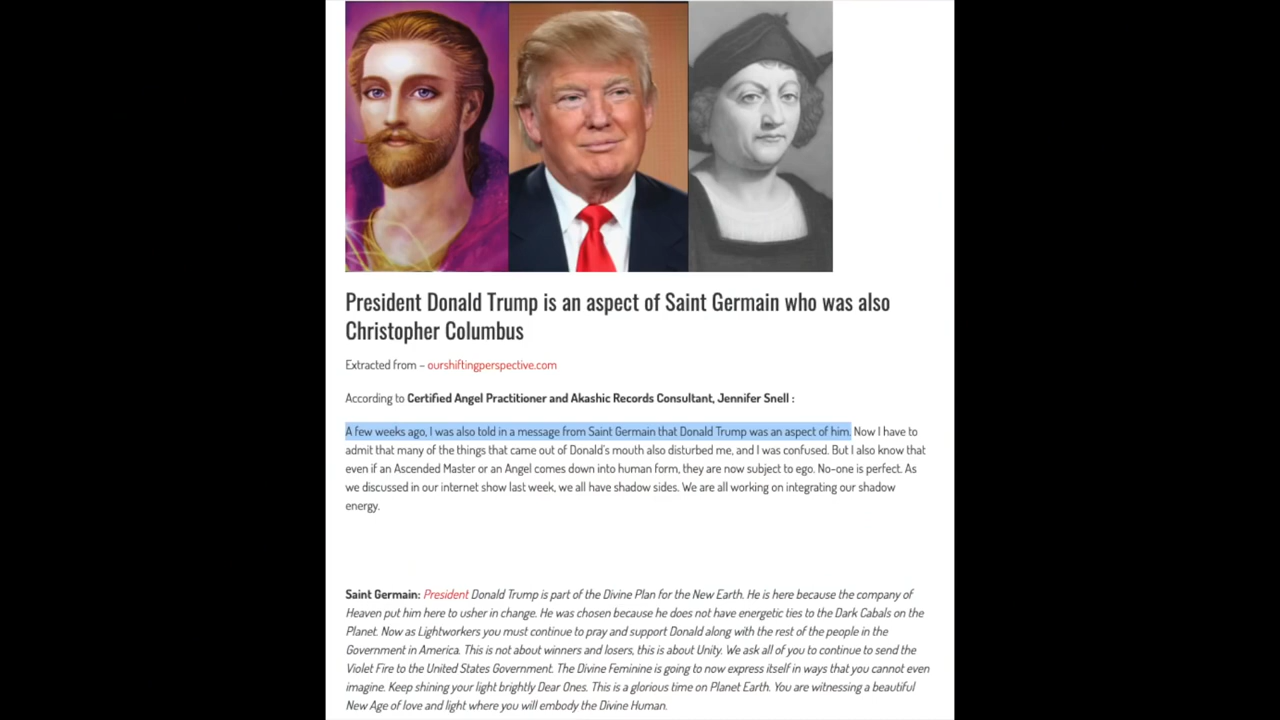 President Donald Trump is an aspect of Saint Germain who was also
Christopher Columbus
Extracted from – ourshiftingperspective.com
According to Certified Angel Practitioner and Akashic Records Consultant, Jennifer Snell :
A few weeks ago, I was also told in a message from Saint Germain that Donald Trump was an aspect of him. Now I have to
admit that many of the things that came out of Donald's mouth also disturbed me, and I was confused. But I also know that
even if an Ascended Master or an Angel comes down into human form, they are now subject to ego. No-one is perfect. As
we discussed in our internet show last week, we all have shadow sides. We are all working on integrating our shadow
energy.
Saint Germain: President Donald Trump is part of the Divine Plan for the New Earth. He is here because the company of
Heaven put him here to usher in change. He was chosen because he does not have energetic ties to the Dark Cabals on the
Planet. Now as Lightworkers you must continue to pray and support Donald along with the rest of the people in the
Government in America. This is not about winners and losers, this is about Unity. We ask all of you to continue to send the
Violet Fire to the United States Government. The Divine Feminine is going to now express itself in ways that you cannot even
imagine. Keep shining your light brightly Dear Ones. This is a glorious time on Planet Earth. You are witnessing a beautiful
New Age of love and light where you will embody the Divine Human.